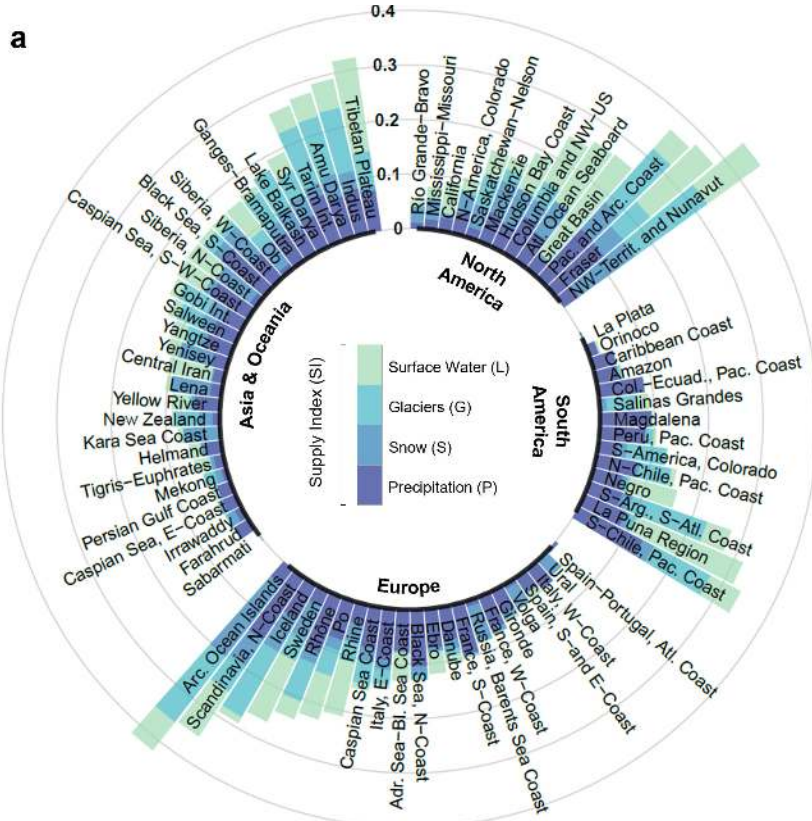 a
0.4
0.3
0.2
0.1
0
Rio Grande-Bravo
Mississippi-Missouri
California
N-America, Colorado
Saskatchewan-Nelson
Mackenzie
Hudson Bay Coast
Columbia and NW-US
Atl. Ocean Seaboard
Great Basin
Pac. and Arc. Coast
Fraser
NW-Territ. and Nunavut
North
America
La Plata
Orinoco
Caribbean Coast
Amazon
Col.-Ecuad., Pac. Coast
Salinas Grandes
Magdalena
Peru, Pac. Coast
S-America, Colorado
N-Chile, Pac. Coast
Negro
S-Arg., S-Atl. Coast
La Puna Region
S-Chile, Pac. Coast
South
America
Spain-Portugal, Atl. Coast
Ural
Italy, W-Coast
Spain, S-and E-Coast
Volga
Gironde
France, W-Coast
Russia, Barents Sea Coast
France, S-Coast
Danube
Ebro
Black Sea, N-Coast
Adr. Sea-Bl. Sea Coast
Italy, E-Coast
Caspian Sea Coast
Rhine
Po
Rhône
Sweden
Iceland
Scandinavia, N-Coast
Arc. Ocean Islands
Europe
Sabarmati
Farahrud
Irrawaddy
Caspian Sea, E-Coast
Persian Gulf Coast
Mekong
Tigris-Euphrates
Helmand
Kara Sea Coast
New Zealand
Yellow River
Lena
Central Iran
Yenisey
Yangtze
Salween
Gobi Int.
Caspian Sea, S-W-Coast
Siberia, N-Coast
Black Sea, S-Coast
Siberia, W-Coast
Ob
Ganges-Bramaputra
Lake Balkash
Syr Darya
Tarim Int.
Amu Darya
Indus
Tibetan Plateau
Asia & Oceania
Supply Index (SI)
Surface Water (L)
Glaciers (G)
Snow (S)
Precipitation (P)